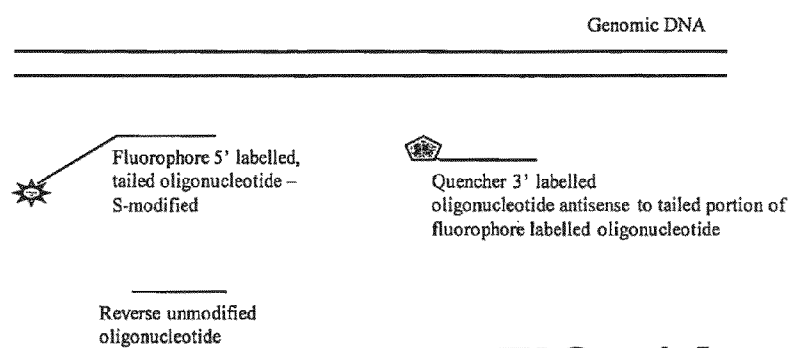 Genomic DNA
Fluorophore 5' labelled,
tailed oligonucleotide –
S-modified
Quencher 3' labelled
oligonucleotide antisense to tailed portion of
fluorophore labelled oligonucleotide
Reverse unmodified
oligonucleotide